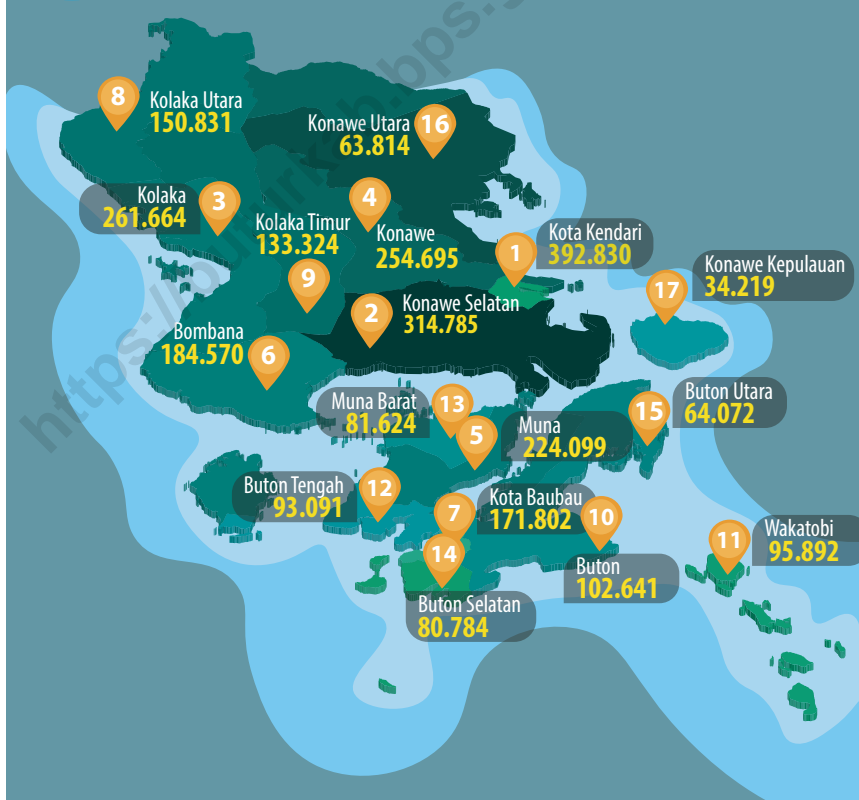 8
Kolaka Utara
150.831
Konawe Utara
63.814
16
Kolaka
261.664
3
Kolaka Timur
133.324
9
4
Konawe
254.695
1
Kota Kendari
392.830
Konawe Kepulauan
34.219
17
2
Konawe Selatan
314.785
Bombana
184.570
6
Muna Barat
81.624
13
5
Muna
224.099
15
Buton Utara
64.072
Buton Tengah
93.091
12
7
Kota Baubau
171.802
10
Buton
102.641
11
Wakatobi
95.892
14
Buton Selatan
80.784